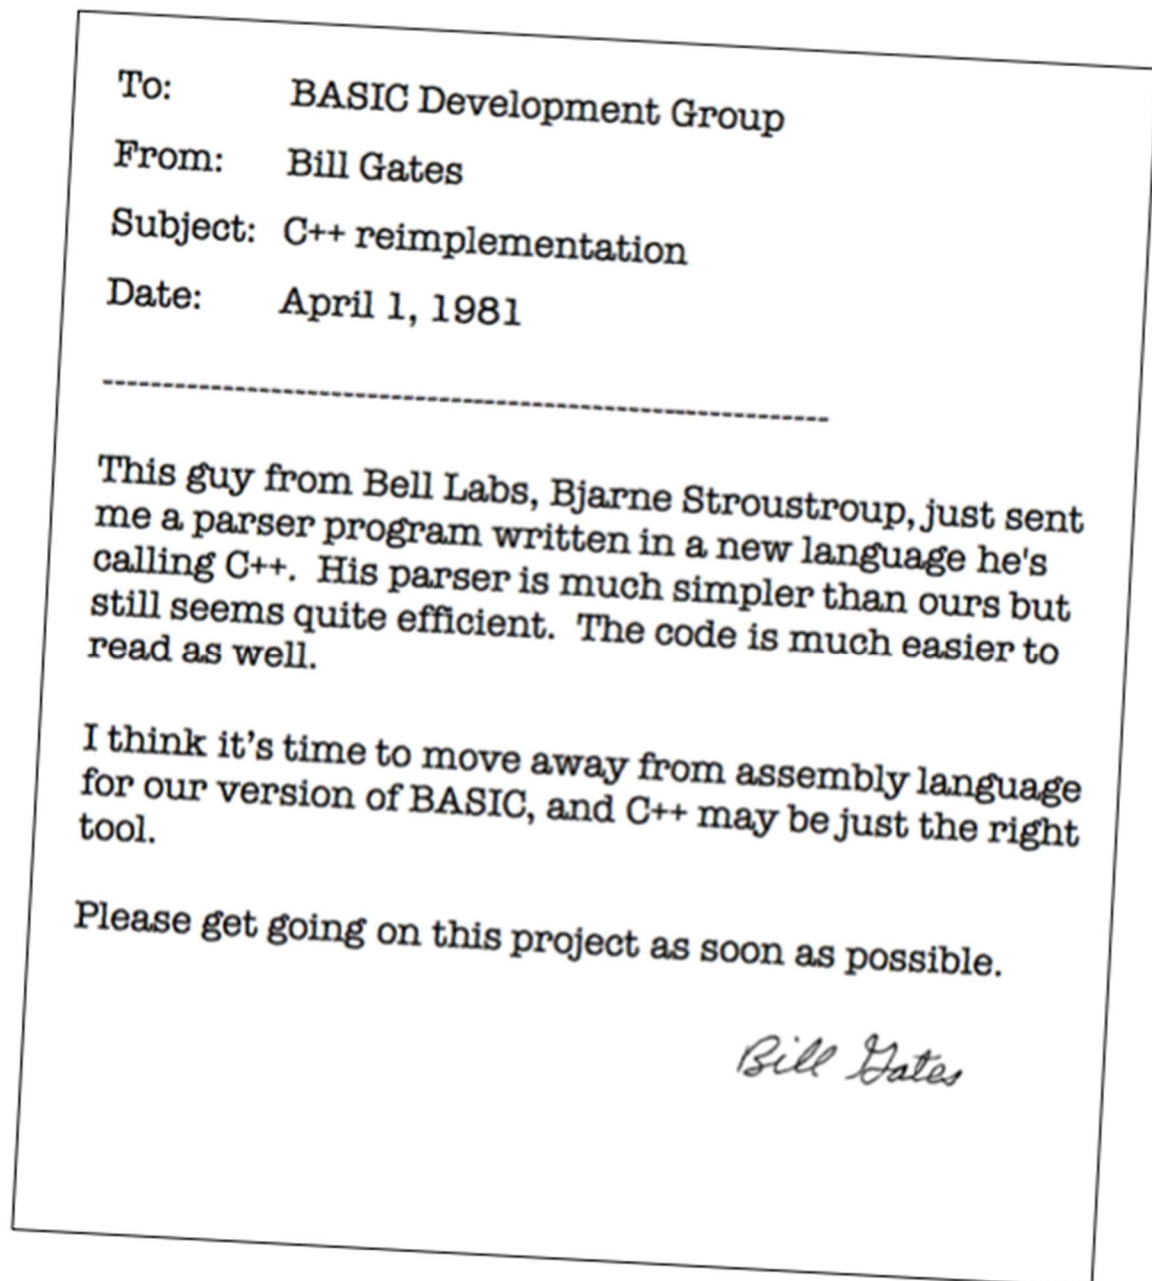 To: BASIC Development Group
From: Bill Gates
Subject: C++ reimplementation
Date: April 1, 1981
-------------------------------------------------------------
This guy from Bell Labs, Bjarne Stroustroup, just sent
me a parser program written in a new language he's
calling C++.  His parser is much simpler than ours but
still seems quite efficient.  The code is much easier to
read as well.
I think it’s time to move away from assembly language
for our version of BASIC, and C++ may be just the right
tool.
Please get going on this project as soon as possible.
Bill Gates